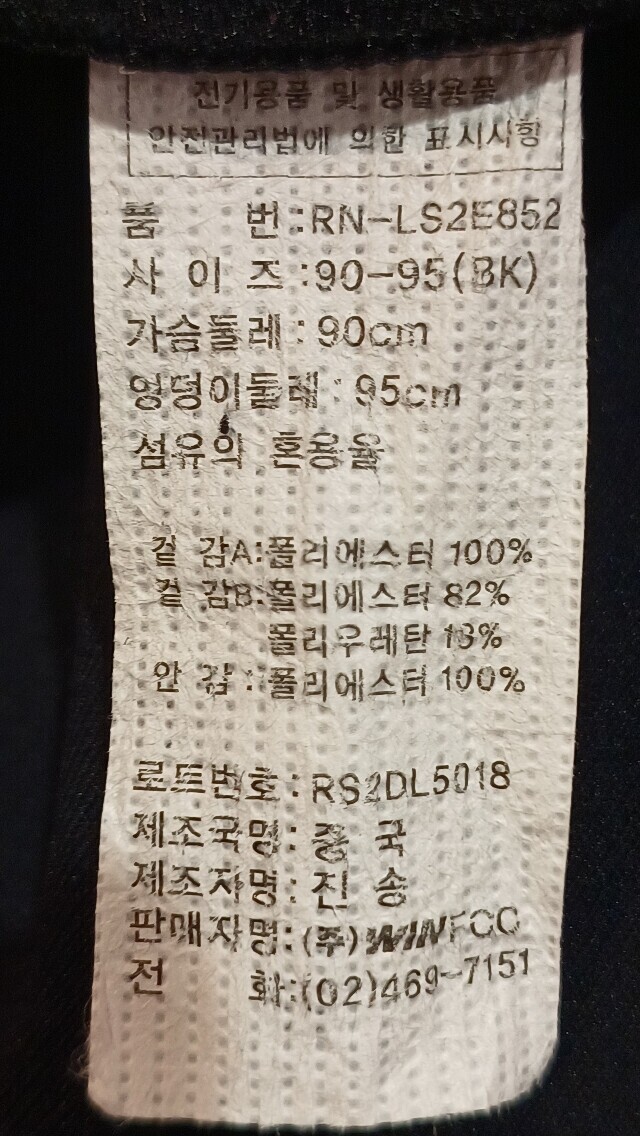 전기용품 및 생활용품
안전관리법에 의한 표시사항
품 번:RN-LS2E852
사 이 즈:90-95(BK)
가슴둘레:90cm
엉덩이둘레:95cm
섬유의 혼용율
겉 감A:폴리에스터 100%
겉 감B:폴리에스터 82%
폴리우레탄 18%
안 감:폴리에스터 100%
로트번호:RS2DL5018
제조국명:중 국
제조자명:진 송
판매자명:(주)
전 화:(02)469-7151